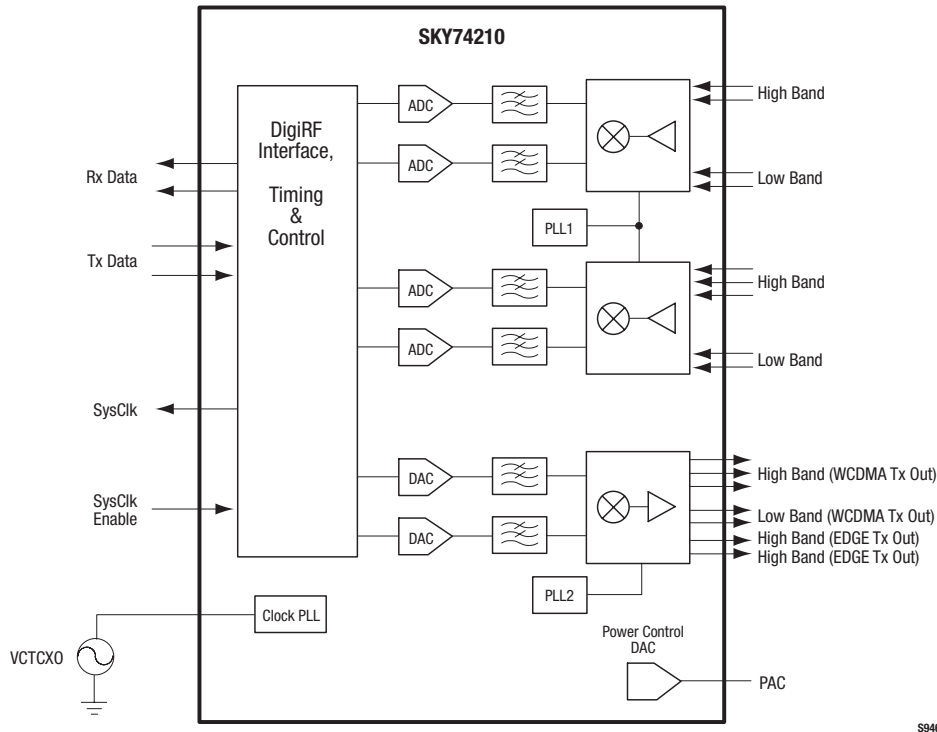 SKY74210
DigiRF
Interface,
Timing
&
Control
ADC
ADC
High Band
Low Band
Rx Data
PLL1
Tx Data
ADC
ADC
High Band
Low Band
SysClk
SysClk
Enable
DAC
DAC
High Band (WCDMA Tx Out)
Low Band (WCDMA Tx Out)
High Band (EDGE Tx Out)
High Band (EDGE Tx Out)
PLL2
Clock PLL
VCTCXO
Power Control
DAC
PAC